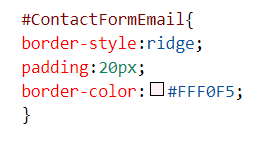 #ContactFormEmail{
border-style:ridge;
padding:20px;
border-color:#FFF0F5;
}